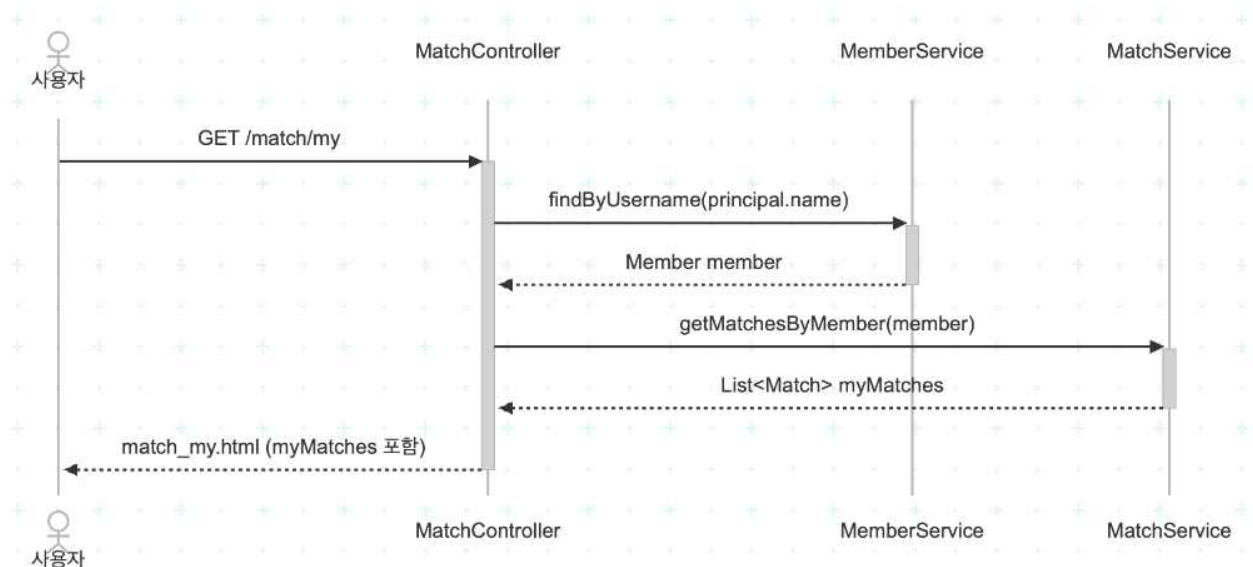 사용자
MatchController
MemberService
MatchService
GET /match/my
findByUsername(principal.name)
Member member
getMatchesByMember(member)
List<Match> myMatches
match_my.html (myMatches 포함)
사용자
MatchController
MemberService
MatchService